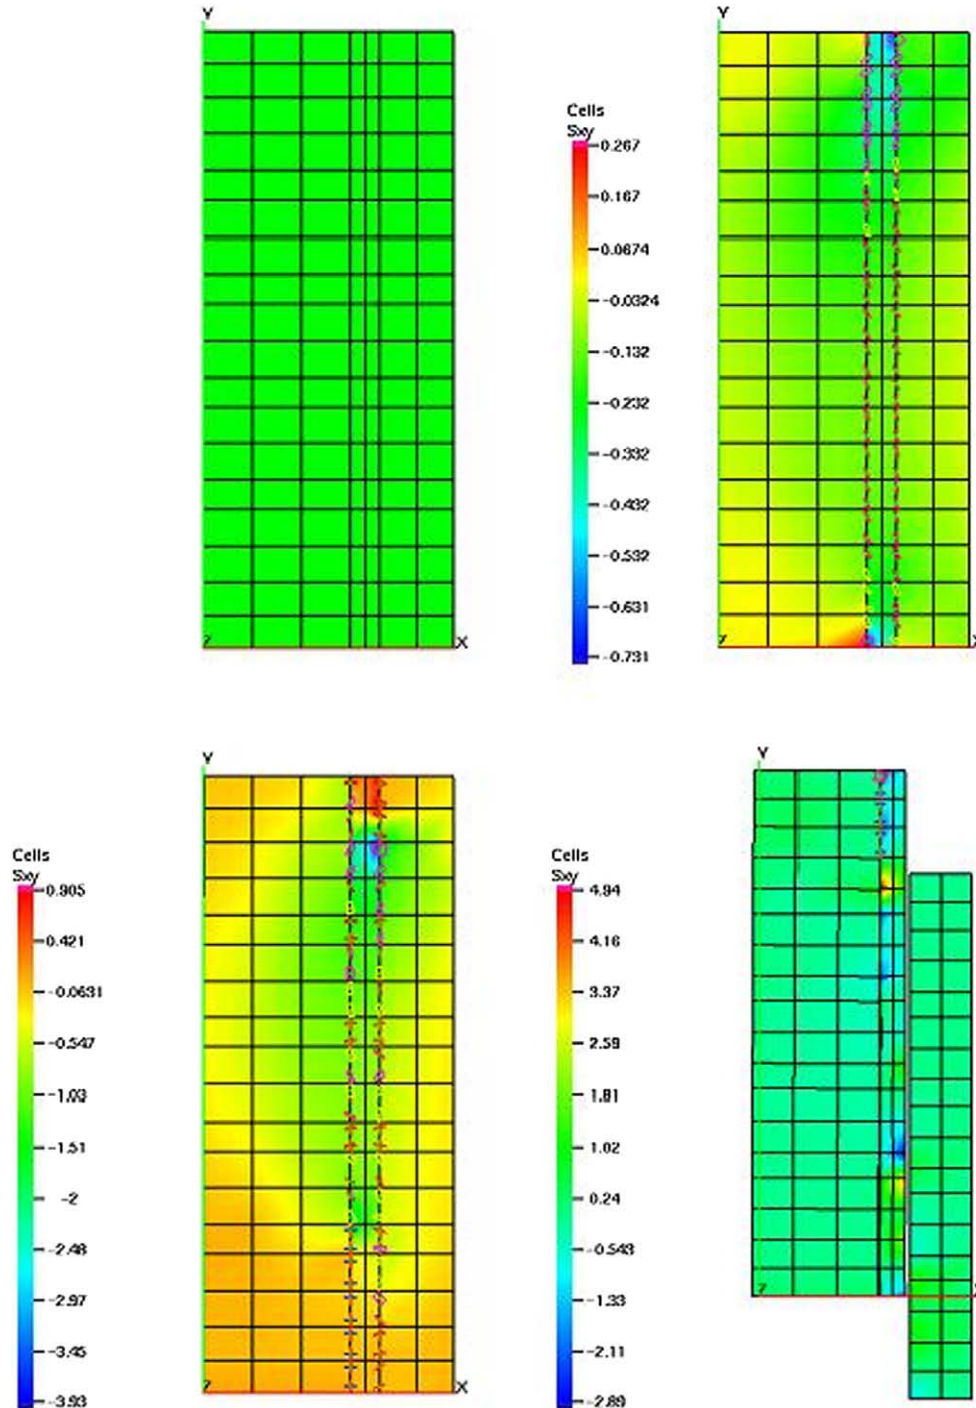 Y
Z
X
Cells
Sxy
0.267
0.167
0.0674
-0.0324
-0.132
-0.232
-0.332
-0.432
-0.532
-0.631
-0.731
Y
Z
X
Cells
Sxy
0.905
0.421
-0.0631
-0.547
-1.03
-1.51
-2
-2.48
-2.97
-3.45
-3.93
Y
Z
X
Cells
Sxy
4.94
4.16
3.37
2.59
1.81
1.02
0.24
-0.543
-1.33
-2.11
-2.89
Y
Z